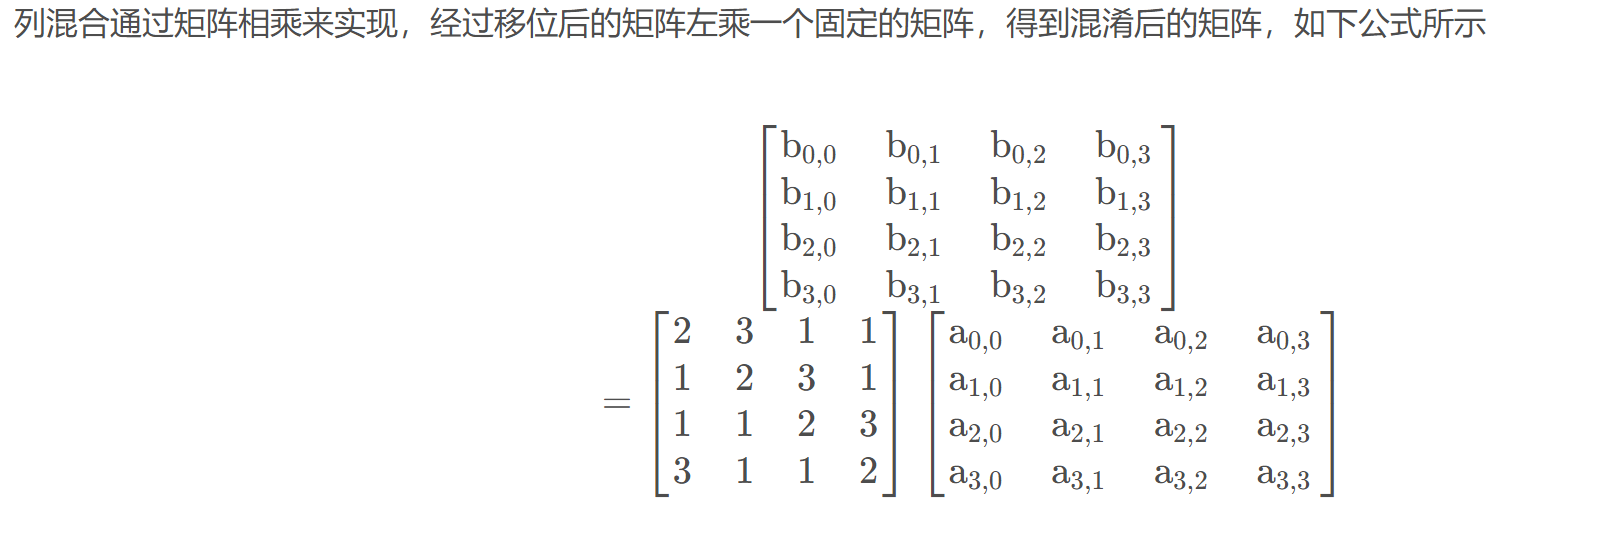 列混合通过矩阵相乘来实现，经过移位后的矩阵左乘一个固定的矩阵，得到混淆后的矩阵，如下公式所示
b0,0 b0,1 b0,2 b0,3
b1,0 b1,1 b1,2 b1,3
b2,0 b2,1 b2,2 b2,3
b3,0 b3,1 b3,2 b3,3
2 3 1 1 a0,0 a0,1 a0,2 a0,3
1 2 3 1 a1,0 a1,1 a1,2 a1,3
= 1 1 2 3 a2,0 a2,1 a2,2 a2,3
3 1 1 2 a3,0 a3,1 a3,2 a3,3